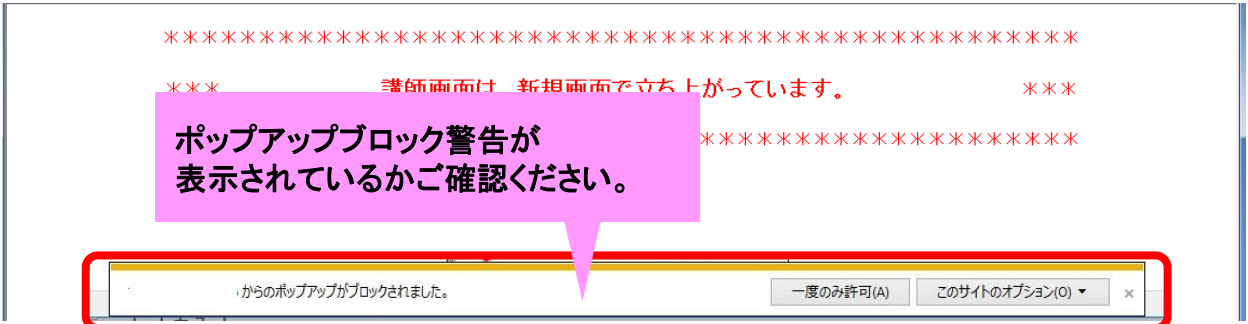 ＊＊＊＊＊＊＊＊＊＊＊＊＊＊＊＊＊＊＊＊＊＊＊＊＊＊＊＊＊＊＊＊＊＊＊＊＊＊＊＊＊＊＊＊＊＊＊＊
＊＊＊ 講師画面は、新規画面で立ち上がっています。 ＊＊＊
＊＊＊＊＊＊＊＊＊＊＊＊＊＊＊＊＊＊＊＊
ポップアップブロック警告が
表示されているかご確認ください。
からのポップアップがブロックされました。 一度のみ許可(A) このサイトのオプション(O) ▼ ×